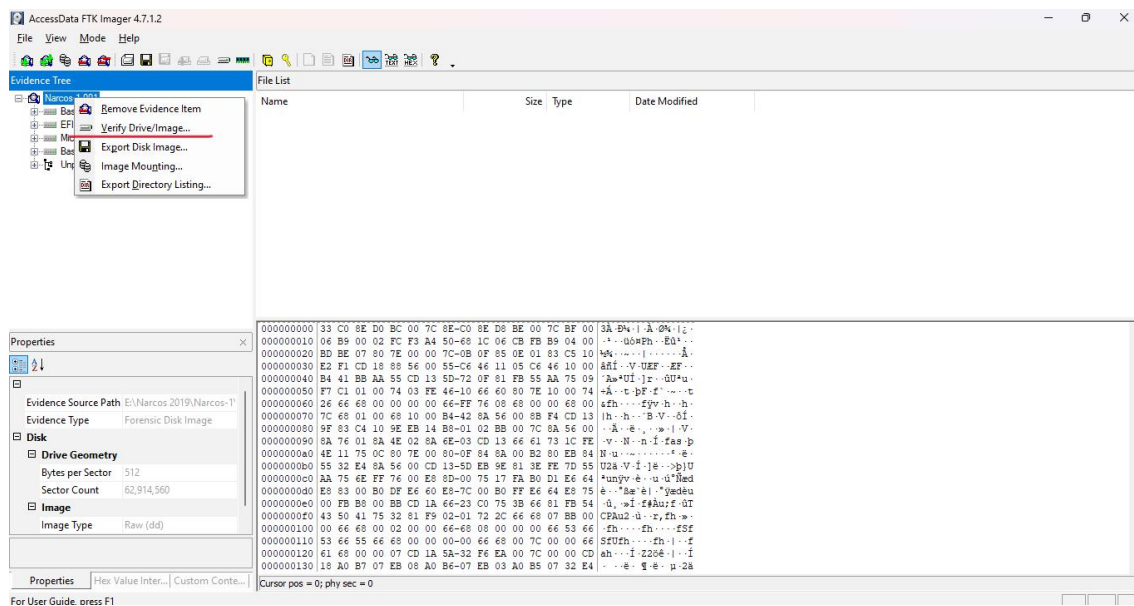 AccessData FTK Imager 4.7.1.2
File View Mode Help
Evidence Tree
File List
Narcos-1.001
Bas
EFI
Mic
Bas
Unp
Remove Evidence Item
Verify Drive/Image...
Export Disk Image...
Image Mounting...
Export Directory Listing...
Name Size Type Date Modified
Properties
Evidence Source Path E:\Narcos 2019\Narcos-1\
Evidence Type Forensic Disk Image
Disk
Drive Geometry
Bytes per Sector 512
Sector Count 62,914,560
Image
Image Type Raw (dd)
Properties Hex Value Inter... Custom Conte...
000000000 33 C0 8E D0 BC 00 7C 8E-C0 8E D8 BE 00 7C BF 00
000000010 06 B9 00 02 FC F3 A4 50-68 1C 06 CB FB B9 04 00
000000020 BD BE 07 80 7E 00 00 7C-0B 0F 85 0E 01 83 C5 10
000000030 E2 F1 CD 18 88 56 00 55-C6 46 11 05 C6 46 10 00
000000040 B4 41 BB AA 55 CD 13 5D-72 0F 81 FB 55 AA 75 09
000000050 F7 C1 01 00 74 03 FE 46-10 66 60 80 7E 10 00 74
000000060 26 66 68 00 00 00 00 66-FF 76 08 68 00 00 68 00
000000070 7C 68 01 00 68 10 00 B4-42 8A 56 00 8B F4 CD 13
000000080 9F 83 C4 10 9E EB 14 B8-01 02 BB 00 7C 8A 56 00
000000090 8A 76 01 8A 4E 02 8A 6E-03 CD 13 66 61 73 1C FE
0000000a0 4E 11 75 0C 80 7E 00 80-0F 84 8A 00 B2 80 EB 84
0000000b0 55 32 E4 8A 56 00 CD 13-5D EB 9E 81 3E FE 7D 55
0000000c0 AA 75 6E FF 76 00 E8 8D-00 75 17 FA B0 D1 E6 64
0000000d0 E8 83 00 B0 DF E6 60 E8-7C 00 B0 FF E6 64 E8 75
0000000e0 00 FB B8 00 BB CD 1A 66-23 C0 75 3B 66 81 FB 54
0000000f0 43 50 41 75 32 81 F9 02-01 72 2C 66 68 07 BB 00
000000100 00 66 68 00 02 00 00 66-68 08 00 00 00 66 53 66
000000110 53 66 55 66 68 00 00 00-00 66 68 00 7C 00 00 66
000000120 61 68 00 00 07 CD 1A 5A-32 F6 EA 00 7C 00 00 CD
000000130 18 A0 B7 07 EB 08 A0 B6-07 EB 03 A0 B5 07 32 E4
Cursor pos = 0; phy sec = 0
For User Guide, press F1